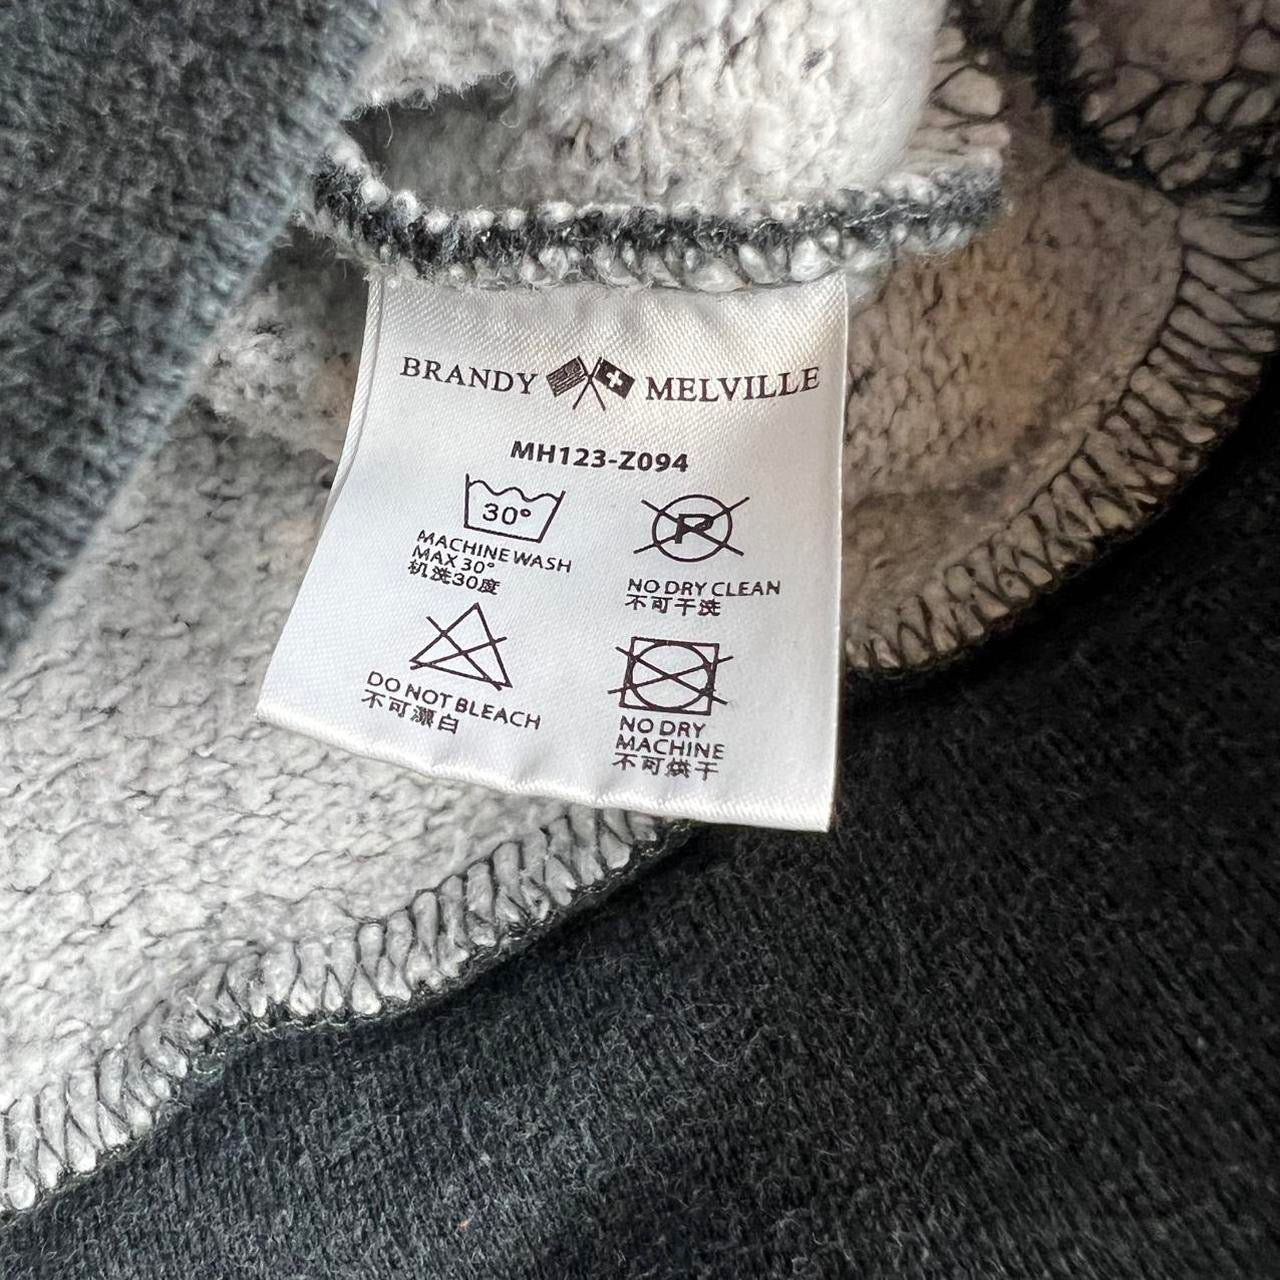 BRANDY MELVILLE
MH123-Z094
30°
MACHINE WASH
MAX 30°
机洗30度
P
NO DRY CLEAN
不可干洗
DO NOT BLEACH
不可漂白
NO DRY
MACHINE
不可烘干